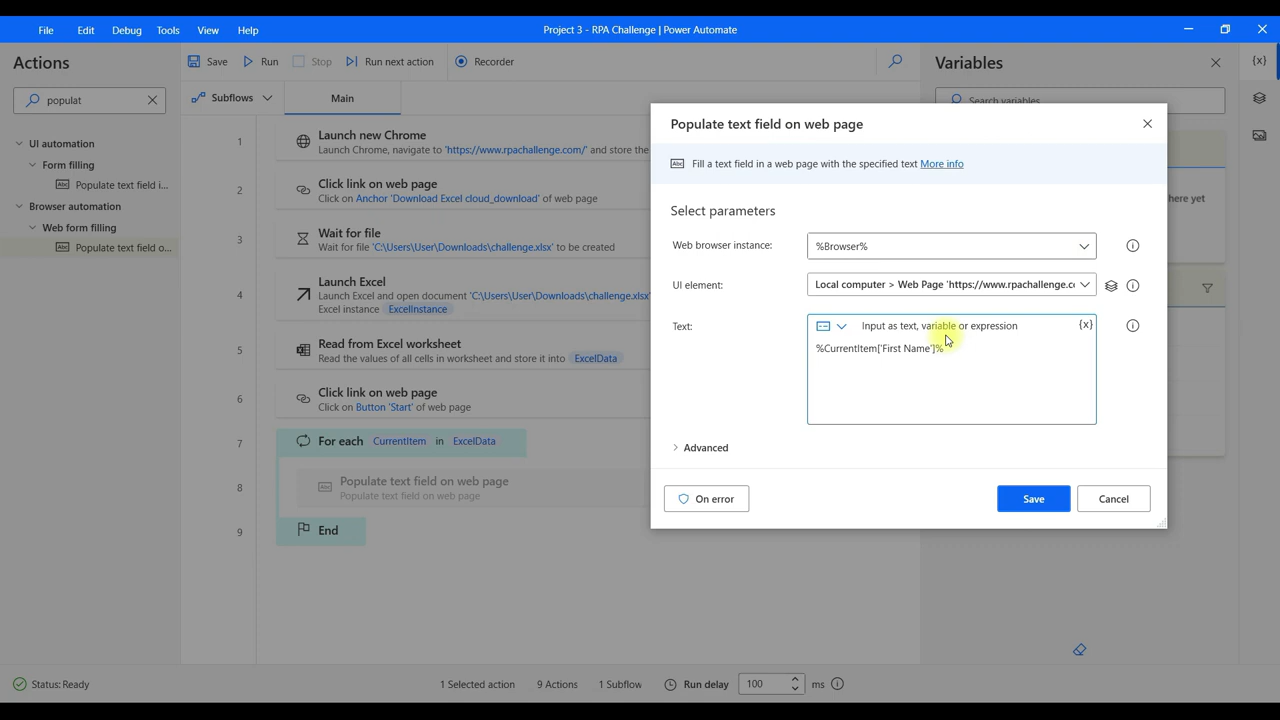 File Edit Debug Tools View Help
Project 3 - RPA Challenge | Power Automate
Actions
populat
UI automation
Form filling
Populate text field i...
Browser automation
Web form filling
Populate text field o...
Save Run Stop Run next action Recorder
Subflows Main
1 Launch new Chrome
Launch Chrome, navigate to 'https://www.rpachallenge.com/' and store the
2 Click link on web page
Click on Anchor 'Download Excel cloud_download' of web page
3 Wait for file
Wait for file 'C:\Users\User\Downloads\challenge.xlsx' to be created
4 Launch Excel
Launch Excel and open document 'C:\Users\User\Downloads\challenge.xlsx'
Excel instance ExcelInstance
5 Read from Excel worksheet
Read the values of all cells in worksheet and store it into ExcelData
6 Click link on web page
Click on Button 'Start' of web page
7 For each CurrentItem in ExcelData
8 Populate text field on web page
Populate text field on web page
9 End
Variables
{x}
Search variables
here yet
Populate text field on web page
Abc Fill a text field in a web page with the specified text More info
Select parameters
Web browser instance: %Browser%
UI element: Local computer > Web Page 'https://www.rpachallenge.c
Text: Input as text, variable or expression {x}
%CurrentItem['First Name']%
Advanced
On error Save Cancel
Status: Ready
1 Selected action 9 Actions 1 Subflow Run delay 100 ms